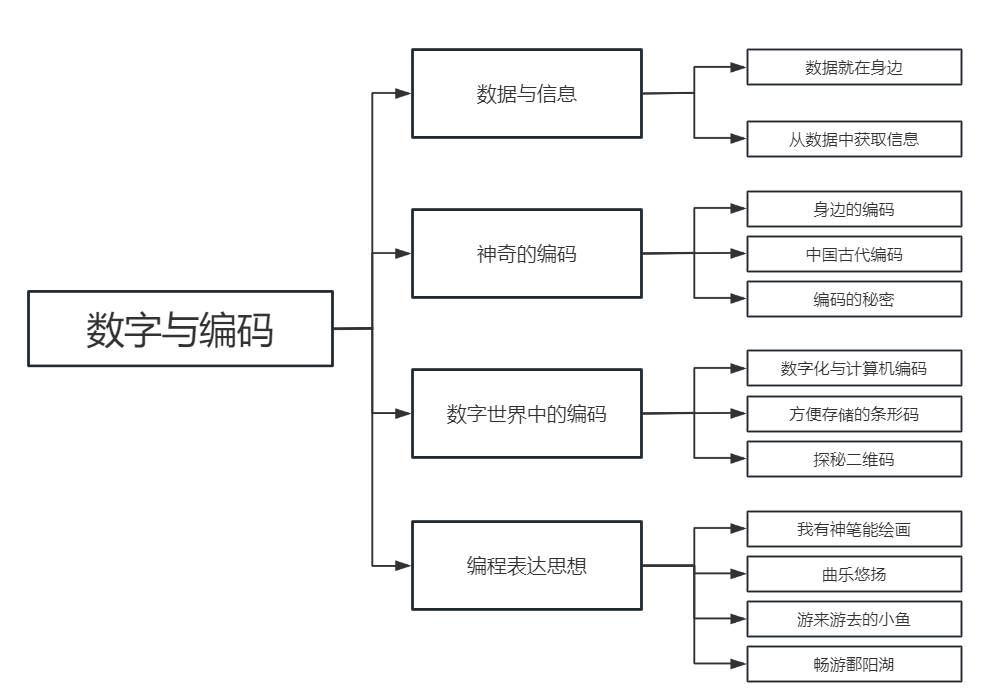 数字与编码
数据与信息
数据就在身边
从数据中获取信息
神奇的编码
身边的编码
中国古代编码
编码的秘密
数字世界中的编码
数字化与计算机编码
方便存储的条形码
探秘二维码
编程表达思想
我有神笔能绘画
曲乐悠扬
游来游去的小鱼
畅游鄱阳湖